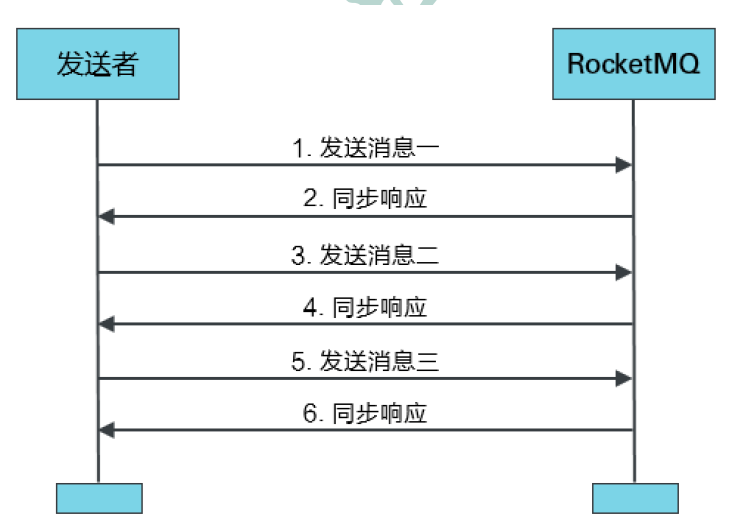 发送者
RocketMQ
1. 发送消息一
2. 同步响应
3. 发送消息二
4. 同步响应
5. 发送消息三
6. 同步响应